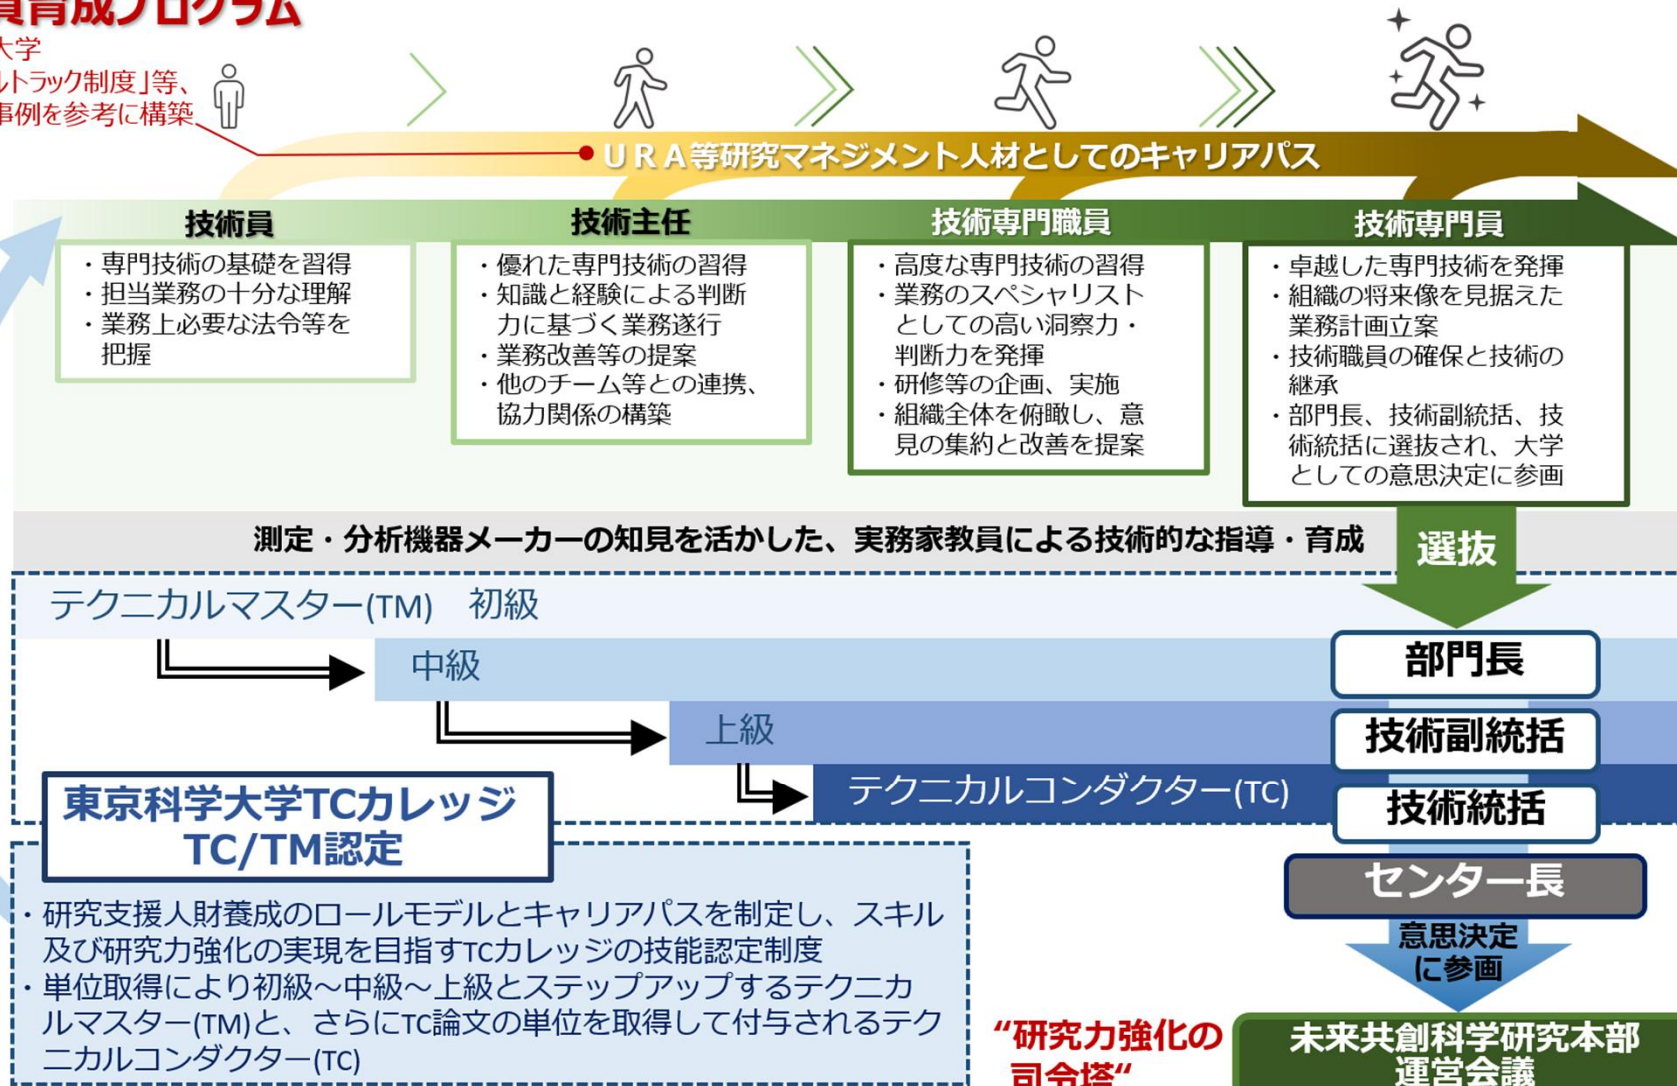 員育成プログラム
大学
ルトラック制度」等、
事例を参考に構築
URA等研究マネジメント人材としてのキャリアパス
技術員
・専門技術の基礎を習得
・担当業務の十分な理解
・業務上必要な法令等を
把握
技術主任
・優れた専門技術の習得
・知識と経験による判断
力に基づく業務遂行
・業務改善等の提案
・他のチーム等との連携、
協力関係の構築
技術専門職員
・高度な専門技術の習得
・業務のスペシャリスト
としての高い洞察力・
判断力を発揮
・研修等の企画、実施
・組織全体を俯瞰し、意
見の集約と改善を提案
技術専門員
・卓越した専門技術を発揮
・組織の将来像を見据えた
業務計画立案
・技術職員の確保と技術の
継承
・部門長、技術副統括、技
術統括に選抜され、大学
としての意思決定に参画
測定・分析機器メーカーの知見を活かした、実務家教員による技術的な指導・育成
選抜
テクニカルマスター(TM) 初級
中級
上級
テクニカルコンダクター(TC)
部門長
技術副統括
技術統括
センター長
意思決定
に参画
東京科学大学TCカレッジ
TC/TM認定
・研究支援人財養成のロールモデルとキャリアパスを制定し、スキル
及び研究力強化の実現を目指すTCカレッジの技能認定制度
・単位取得により初級～中級～上級とステップアップするテクニカ
ルマスター(TM)と、さらにTC論文の単位を取得して付与されるテク
ニカルコンダクター(TC)
“研究力強化の
司令塔“
未来共創科学研究本部
運営会議